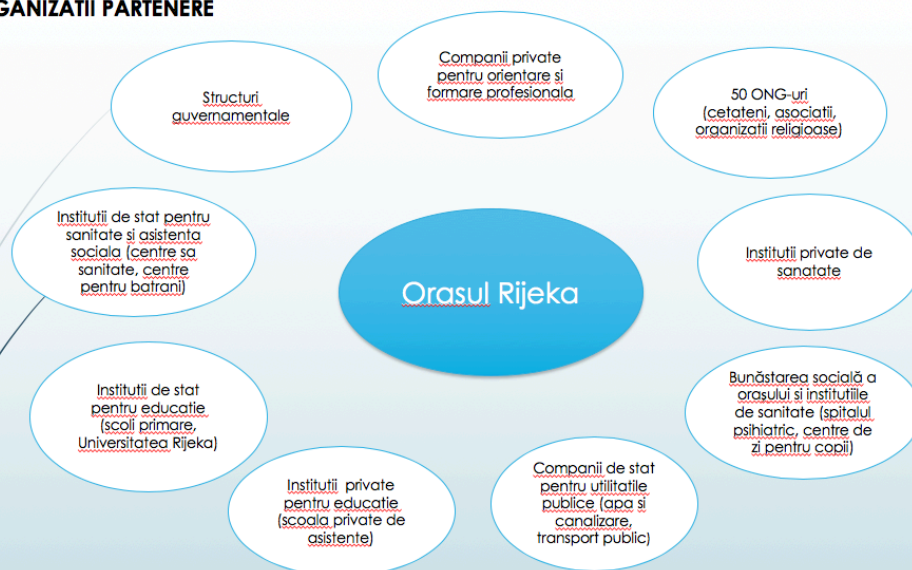 GANIZATII PARTENERE
Companii private
pentru orientare si
formare profesionala
Structuri
guvernamentale
50 ONG-uri
(cetateni, asociatii,
organizatii religioase)
Institutii de stat pentru
sanitate si asistenta
sociala (centre sa
sanitate, centre
pentru batrani)
Institutii private de
sanatate
Orasul Rijeka
Institutii de stat
pentru educatie
(scoli primare,
Universitatea Rijeka)
Bunăstarea socială a
orașului si institutiile
de sanitate (spitalul
psihiatric, centre de
zi pentru copii)
Institutii  private
pentru educatie
(scoala private de
asistente)
Companii de stat
pentru utilitatile
publice (apa si
canalizare,
transport public)